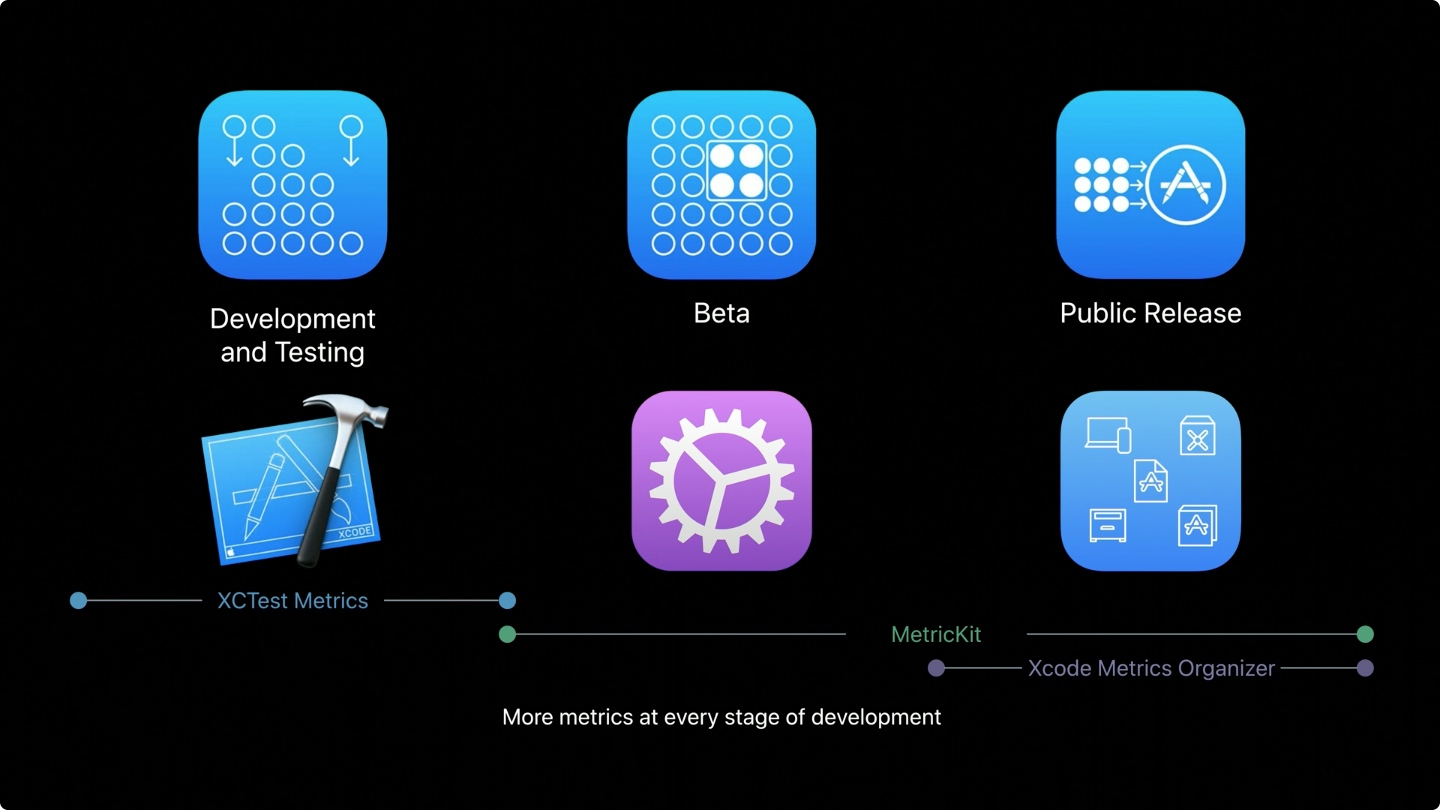 Development
and Testing
Beta
Public Release
XCODE
XCTest Metrics
MetricKit
Xcode Metrics Organizer
More metrics at every stage of development